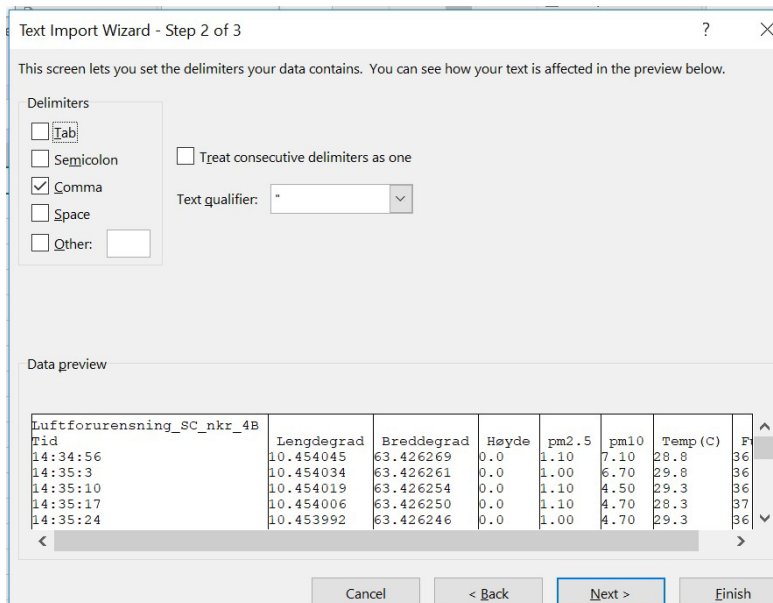 Text Import Wizard - Step 2 of 3 ?
This screen lets you set the delimiters your data contains. You can see how your text is affected in the preview below.
Delimiters
Tab
Semicolon
Comma
Space
Other:
Treat consecutive delimiters as one
Text qualifier: "
Data preview
Luftforurensning_SC_nkr_4B
Tid Lengdegrad Breddegrad Høyde pm2.5 pm10 Temp(C)
14:34:56 10.454045 63.426269 0.0 1.10 7.10 28.8 36
14:35:3 10.454034 63.426261 0.0 1.00 6.70 29.8 36
14:35:10 10.454019 63.426254 0.0 1.10 4.50 29.3 36
14:35:17 10.454006 63.426250 0.0 1.10 4.70 28.3 37
14:35:24 10.453992 63.426246 0.0 1.00 4.70 29.3 36
Cancel < Back Next > Finish